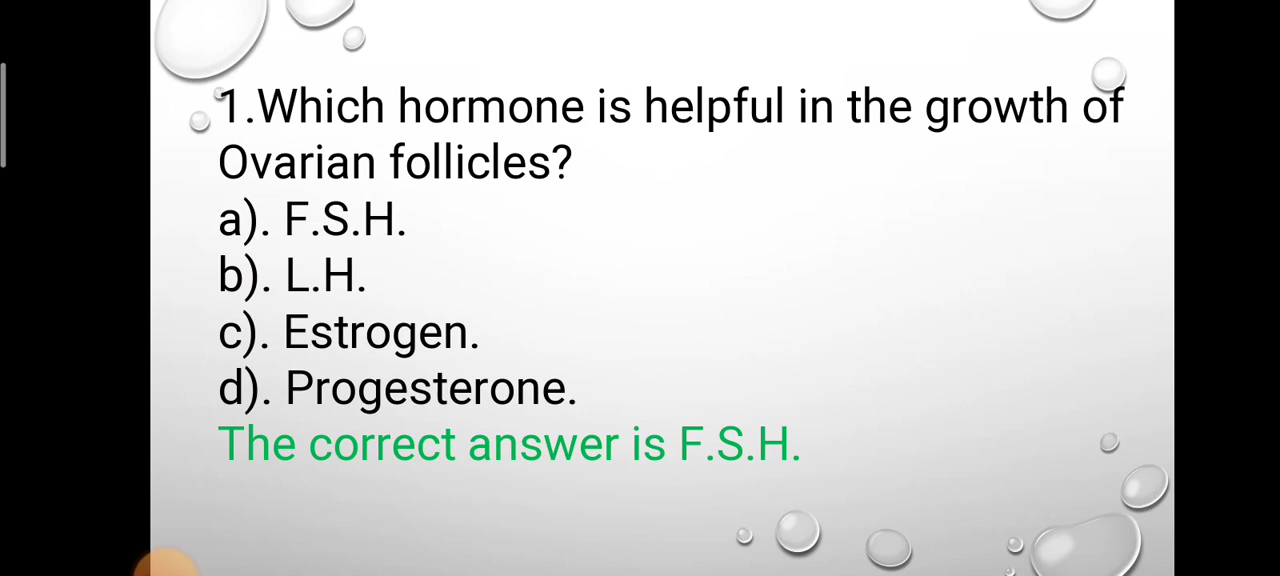 1.Which hormone is helpful in the growth of
Ovarian follicles?
a). F.S.H.
b). L.H.
c). Estrogen.
d). Progesterone.
The correct answer is F.S.H.